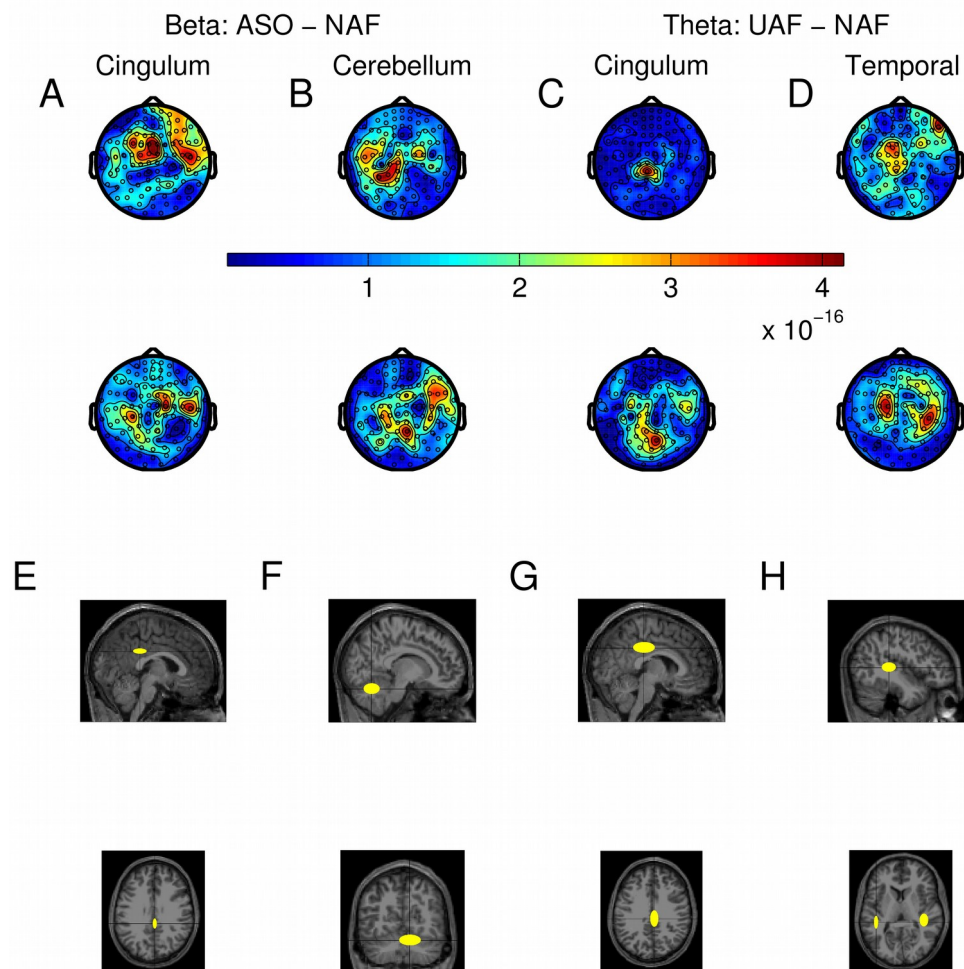 Beta: ASO – NAF Theta: UAF – NAF
Cingulum Cerebellum Cingulum Temporal
A B C D
1 2 3 4
x 10⁻¹⁶
E F G H